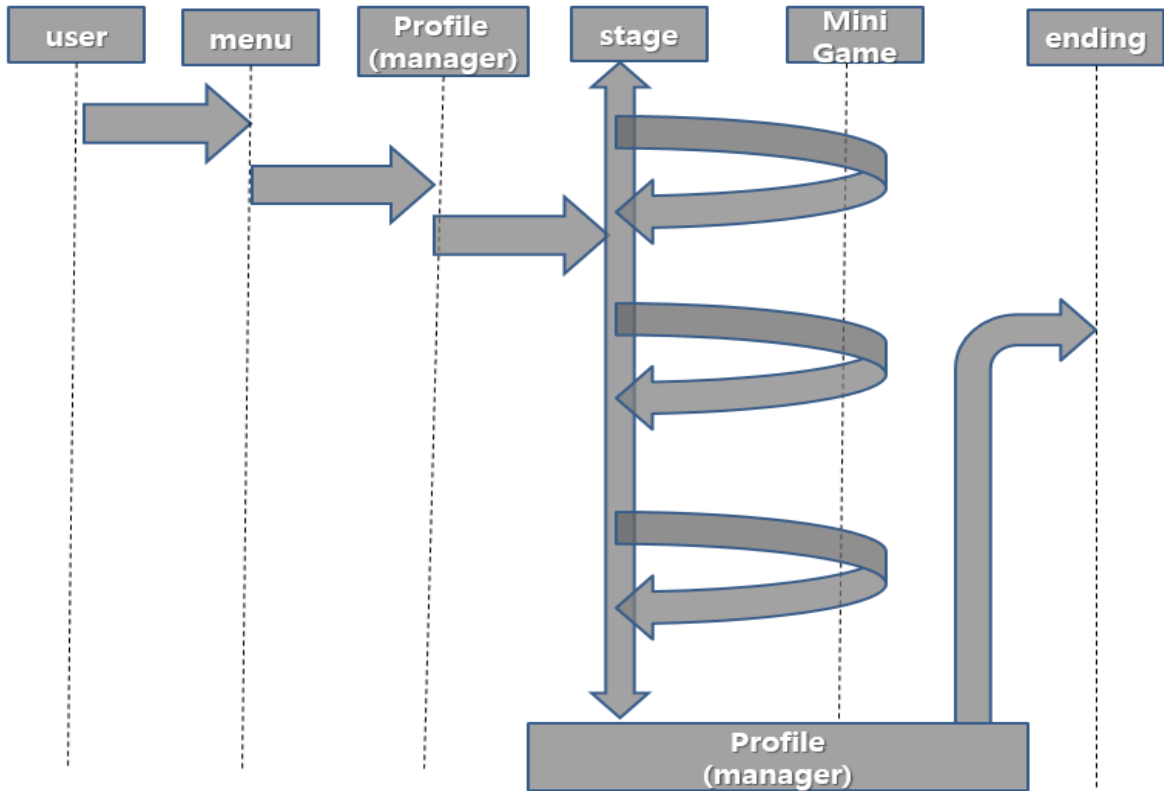 user
menu
Profile
(manager)
stage
Mini
Game
ending
Profile
(manager)